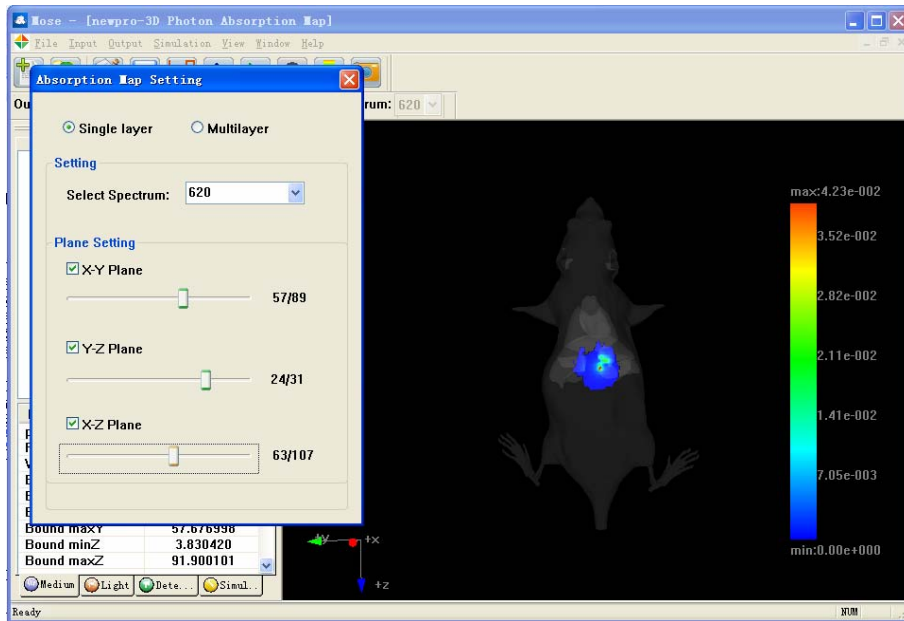 Mose - [newpro-3D Photon Absorption Map]
File Input Output Simulation View Window Help
Absorption Map Setting
Ou
rum: 620
Single layer
Multilayer
Setting
Select Spectrum: 620
Plane Setting
X-Y Plane
57/89
Y-Z Plane
24/31
X-Z Plane
63/107
Bound maxY 57.676998
Bound minZ 3.830420
Bound maxZ 91.900101
Medium Light Dete... Simul..
max:4.23e-002
3.52e-002
2.82e-002
2.11e-002
1.41e-002
7.05e-003
min:0.00e+000
+y
+x
+z
Ready
NUM